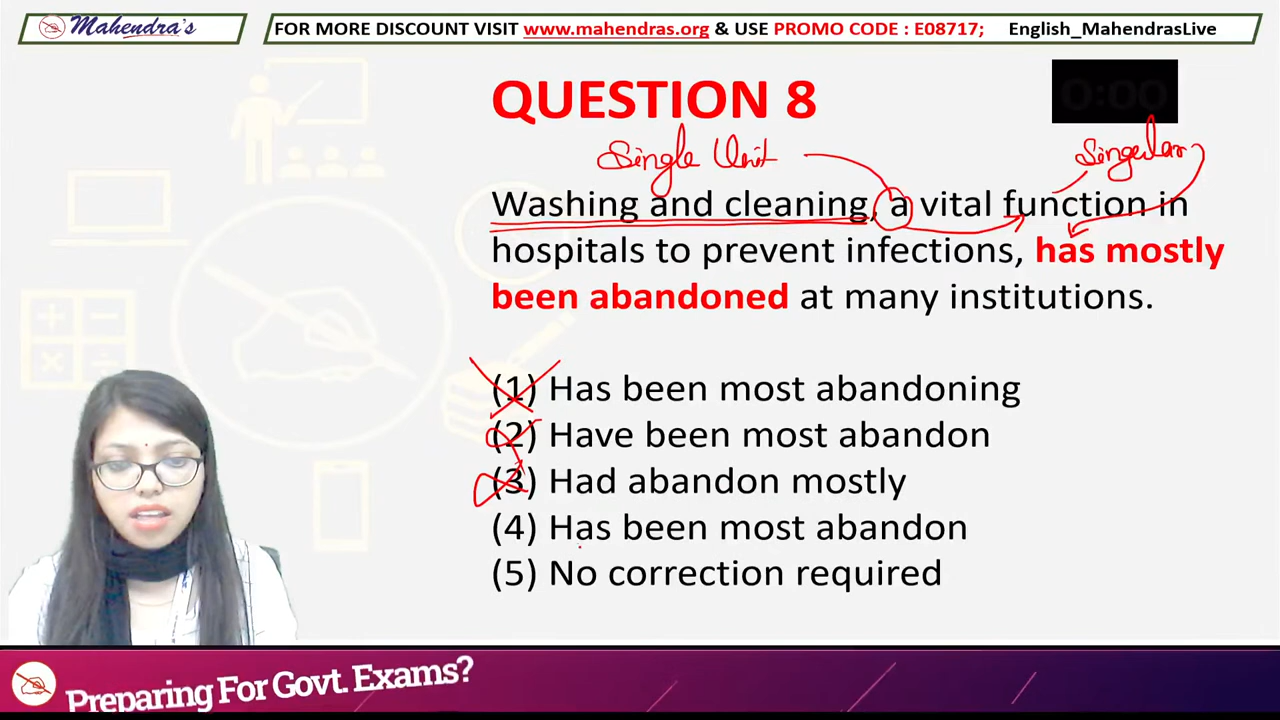 Mahendra's
FOR MORE DISCOUNT VISIT www.mahendras.org & USE PROMO CODE : E08717; English_MahendrasLive
QUESTION 8
0:00
Single Unit
Singular
Washing and cleaning, a vital function in
hospitals to prevent infections, has mostly
been abandoned at many institutions.
(1) Has been most abandoning
(2) Have been most abandon
(3) Had abandon mostly
(4) Has been most abandon
(5) No correction required
Preparing For Govt. Exams?